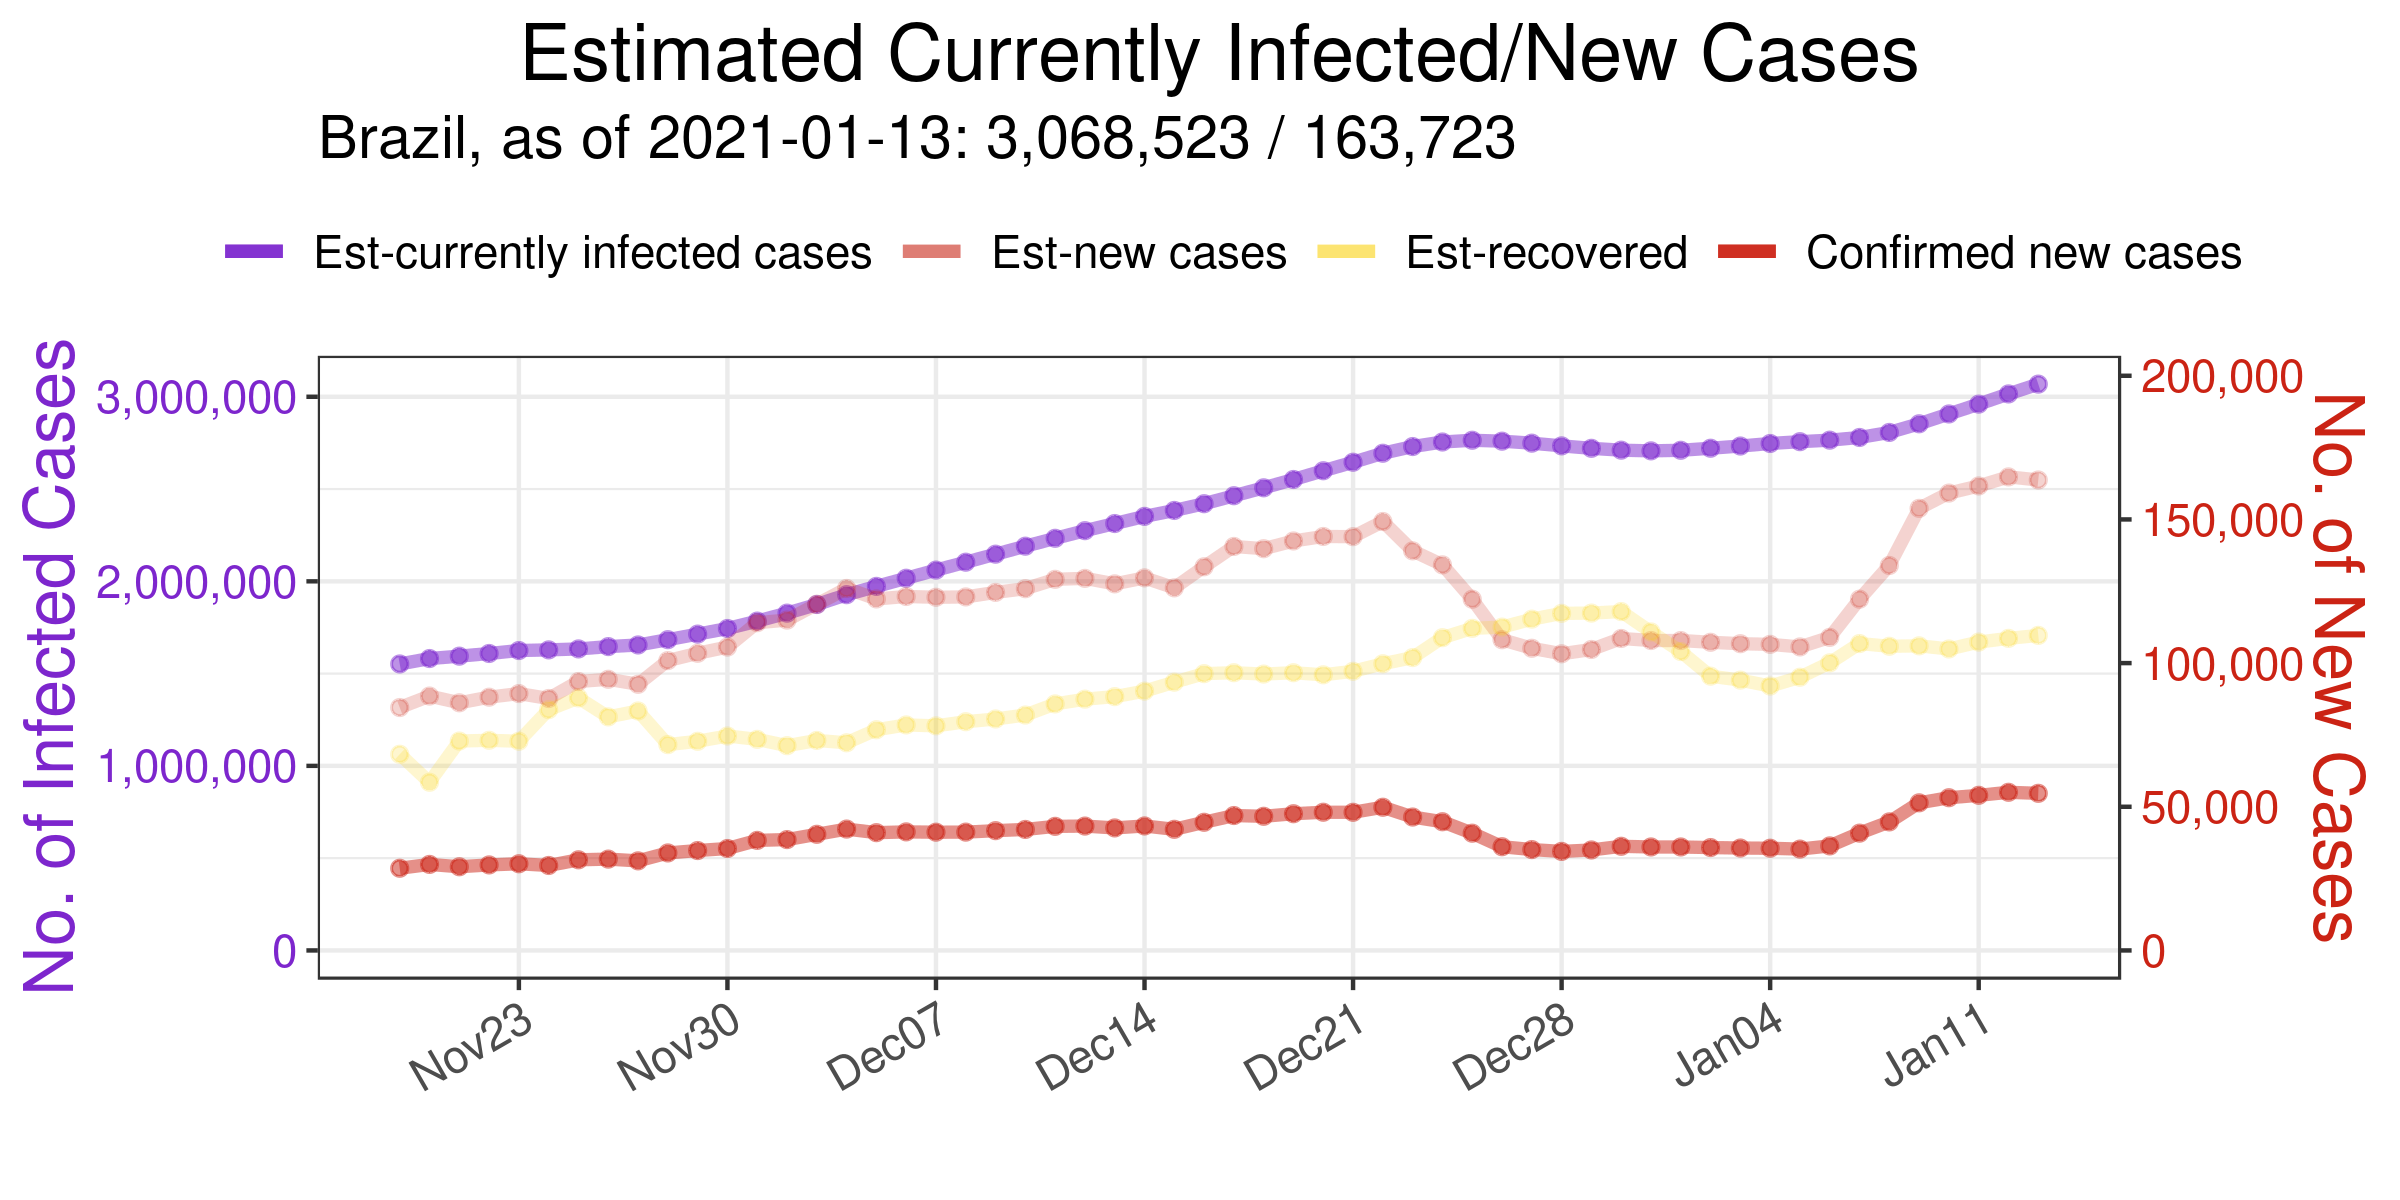 Estimated Currently Infected/New Cases
Brazil, as of 2021-01-13: 3,068,523 / 163,723
Est-currently infected cases Est-new cases Est-recovered Confirmed new cases
No. of Infected Cases
3,000,000
2,000,000
1,000,000
0
200,000
150,000
100,000
50,000
0
No. of New Cases
Nov23 Nov30 Dec07 Dec14 Dec21 Dec28 Jan04 Jan11